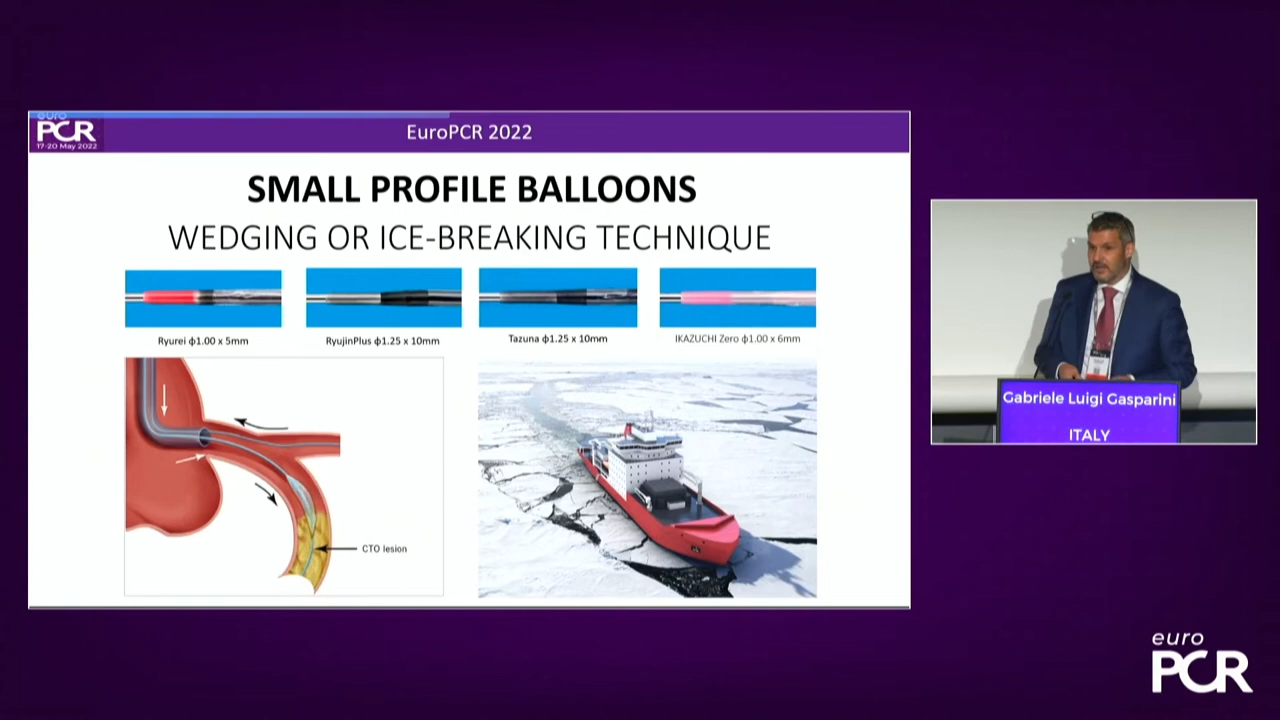 euro
PCR
17-20 May 2022
EuroPCR 2022
SMALL PROFILE BALLOONS
WEDGING OR ICE-BREAKING TECHNIQUE
Ryurei ϕ1.00 x 5mm
RyujinPlus ϕ1.25 x 10mm
Tazuna ϕ1.25 x 10mm
IKAZUCHI Zero ϕ1.00 x 6mm
CTO lesion
Gabriele Luigi Gasparini
ITALY
euro
PCR